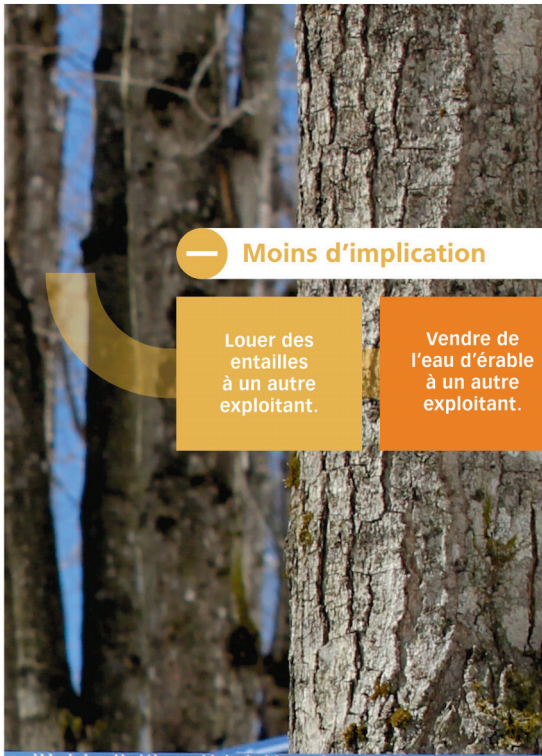 Moins d'implication
Louer des
entailles
à un autre
exploitant.
Vendre de
l'eau d'érable
à un autre
exploitant.